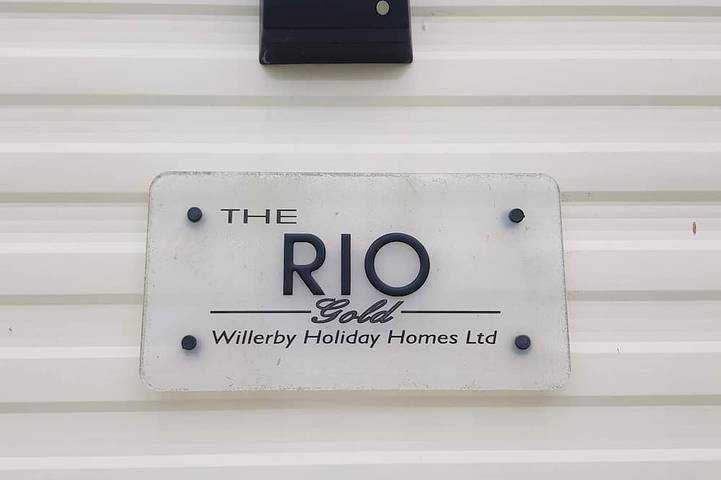 THE
RIO
Gold
Willerby Holiday Homes Ltd